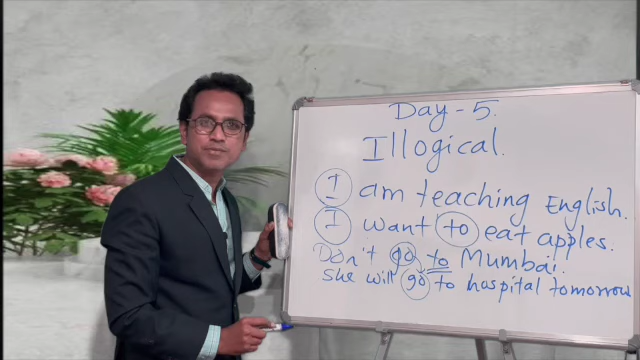 Day - 5.
Illogical.
I am teaching English.
I want to eat apples.
Don't go to Mumbai.
She will go to hospital tomorrow